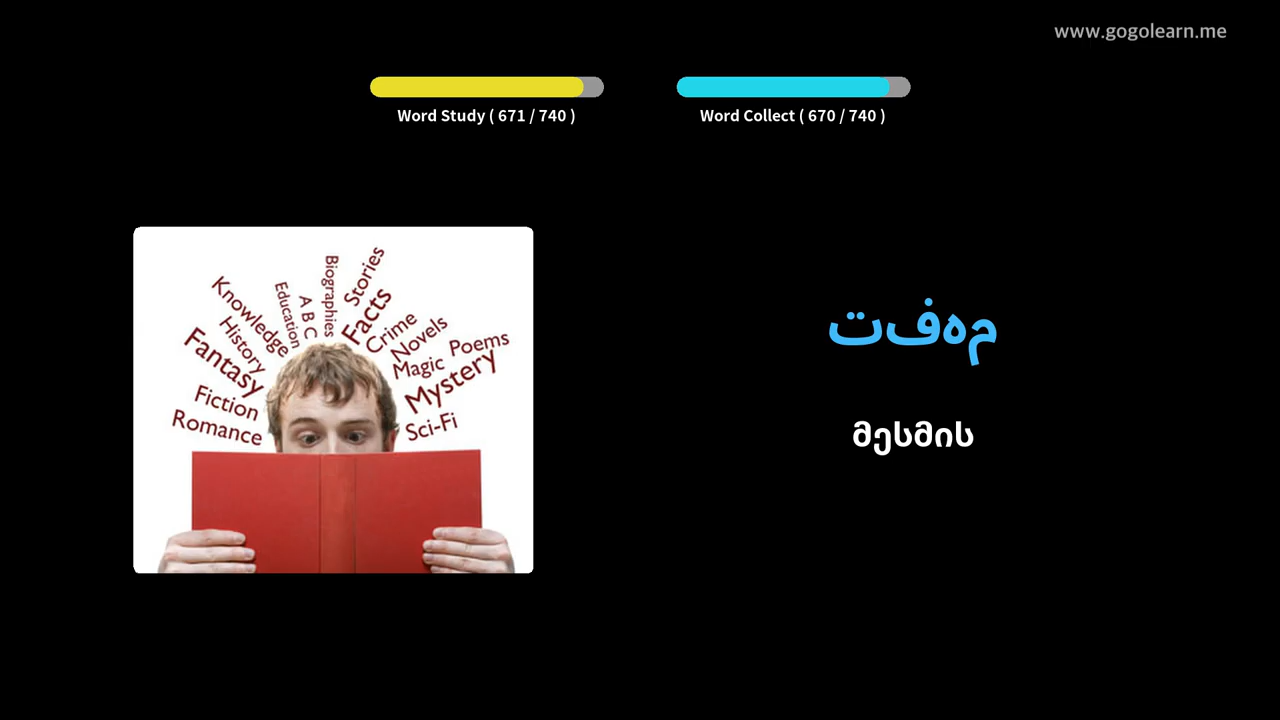 www.gogolearn.me
Word Study ( 671 / 740 )
Word Collect ( 670 / 740 )
Biographies
Stories
Education
A B C
Facts
Knowledge
Crime
History
Novels
Poems
Fantasy
Magic
Mystery
Fiction
Romance
Sci-Fi
تفهم
მესმის